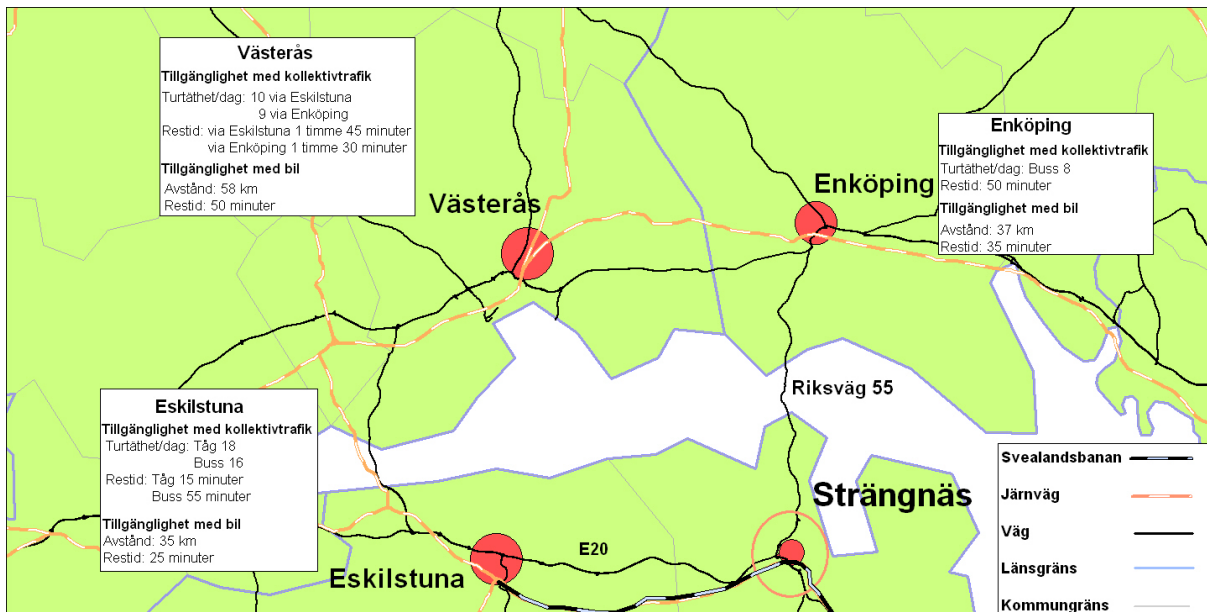 Västerås
Tillgänglighet med kollektivtrafik
Turtäthet/dag: 10 via Eskilstuna
9 via Enköping
Restid: via Eskilstuna 1 timme 45 minuter
via Enköping 1 timme 30 minuter
Tillgänglighet med bil
Avstånd: 58 km
Restid: 50 minuter
Enköping
Tillgänglighet med kollektivtrafik
Turtäthet/dag: Buss 8
Restid: 50 minuter
Tillgänglighet med bil
Avstånd: 37 km
Restid: 35 minuter
Västerås
Enköping
Riksväg 55
Eskilstuna
Tillgänglighet med kollektivtrafik
Turtäthet/dag: Tåg 18
Buss 16
Restid: Tåg 15 minuter
Buss 55 minuter
Tillgänglighet med bil
Avstånd: 35 km
Restid: 25 minuter
Strängnäs
E20
Eskilstuna
Svealandsbanan
Järnväg
Väg
Länsgräns
Kommungräns